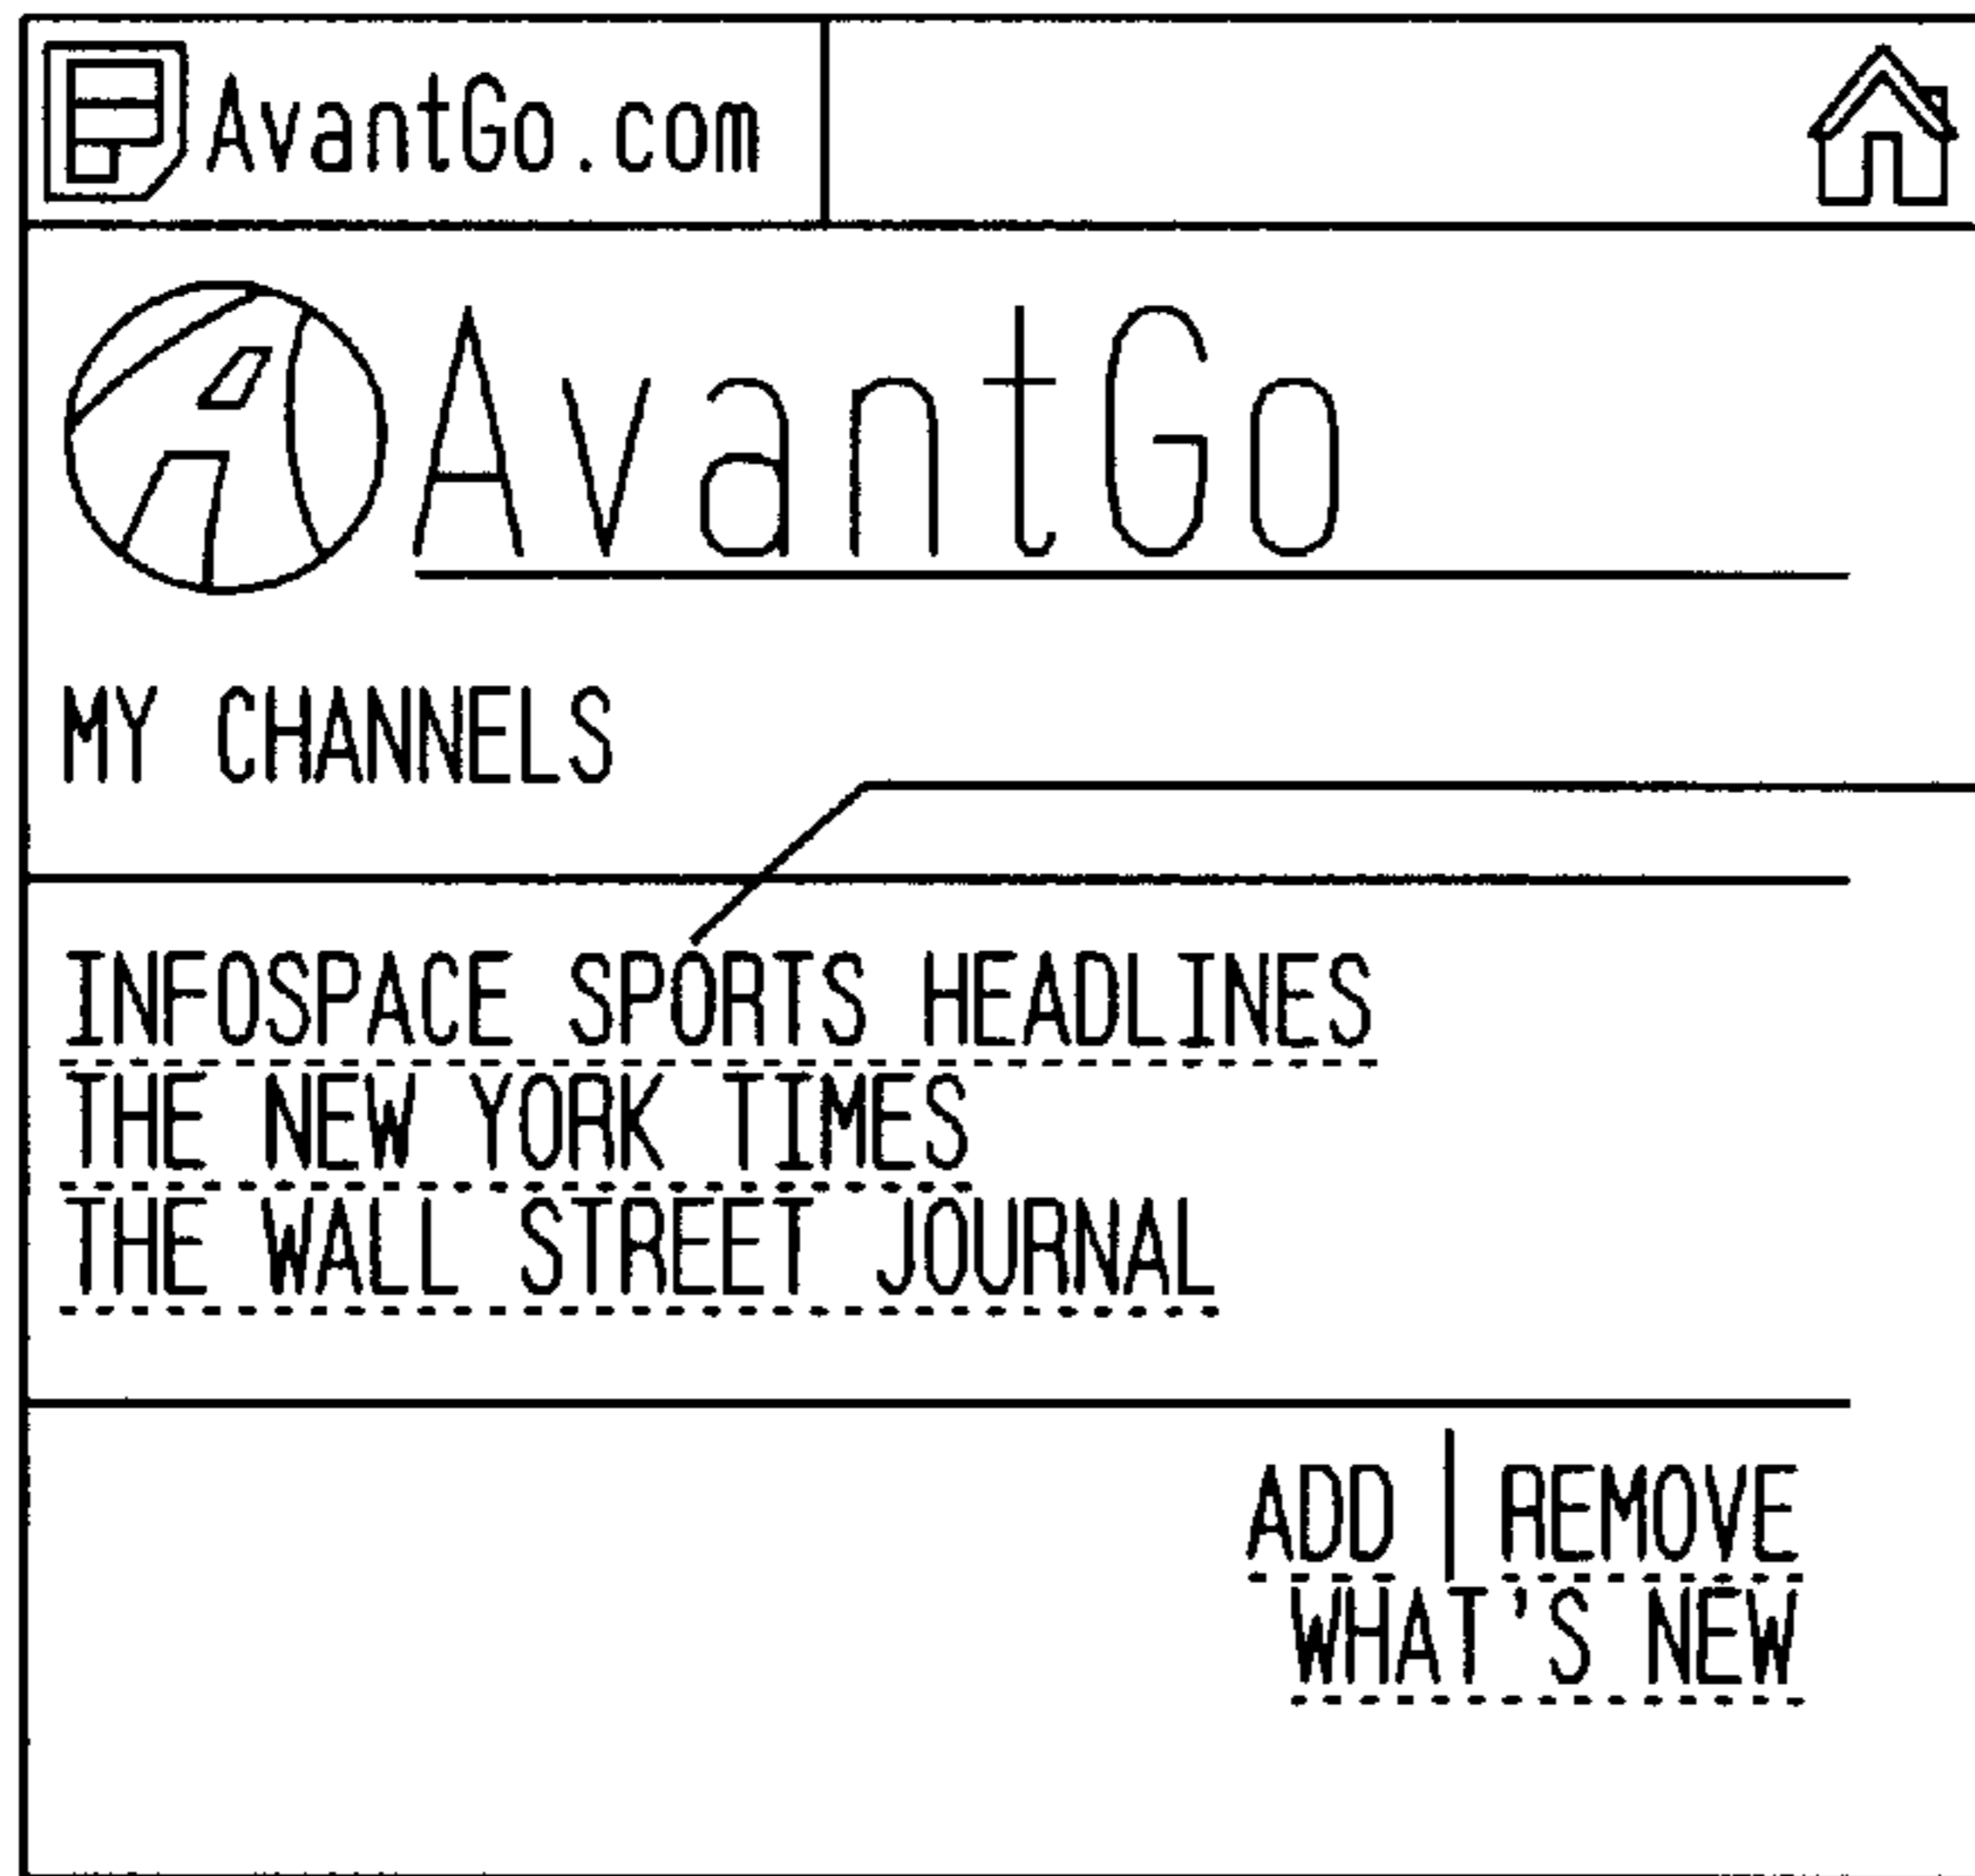 AvantGo.com
AvantGo
MY CHANNELS
INFOSPACE SPORTS HEADLINES
THE NEW YORK TIMES
THE WALL STREET JOURNAL
ADD | REMOVE
WHAT'S NEW